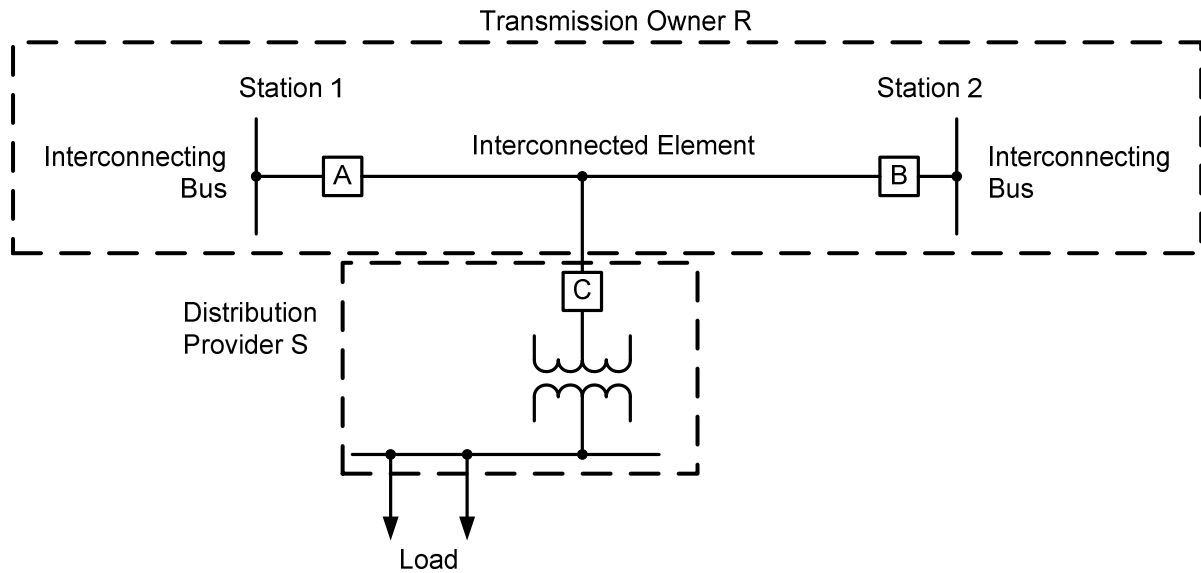 Transmission Owner R
Station 1
Station 2
Interconnecting
Bus
A
Interconnected Element
B
Interconnecting
Bus
C
Distribution
Provider S
Load